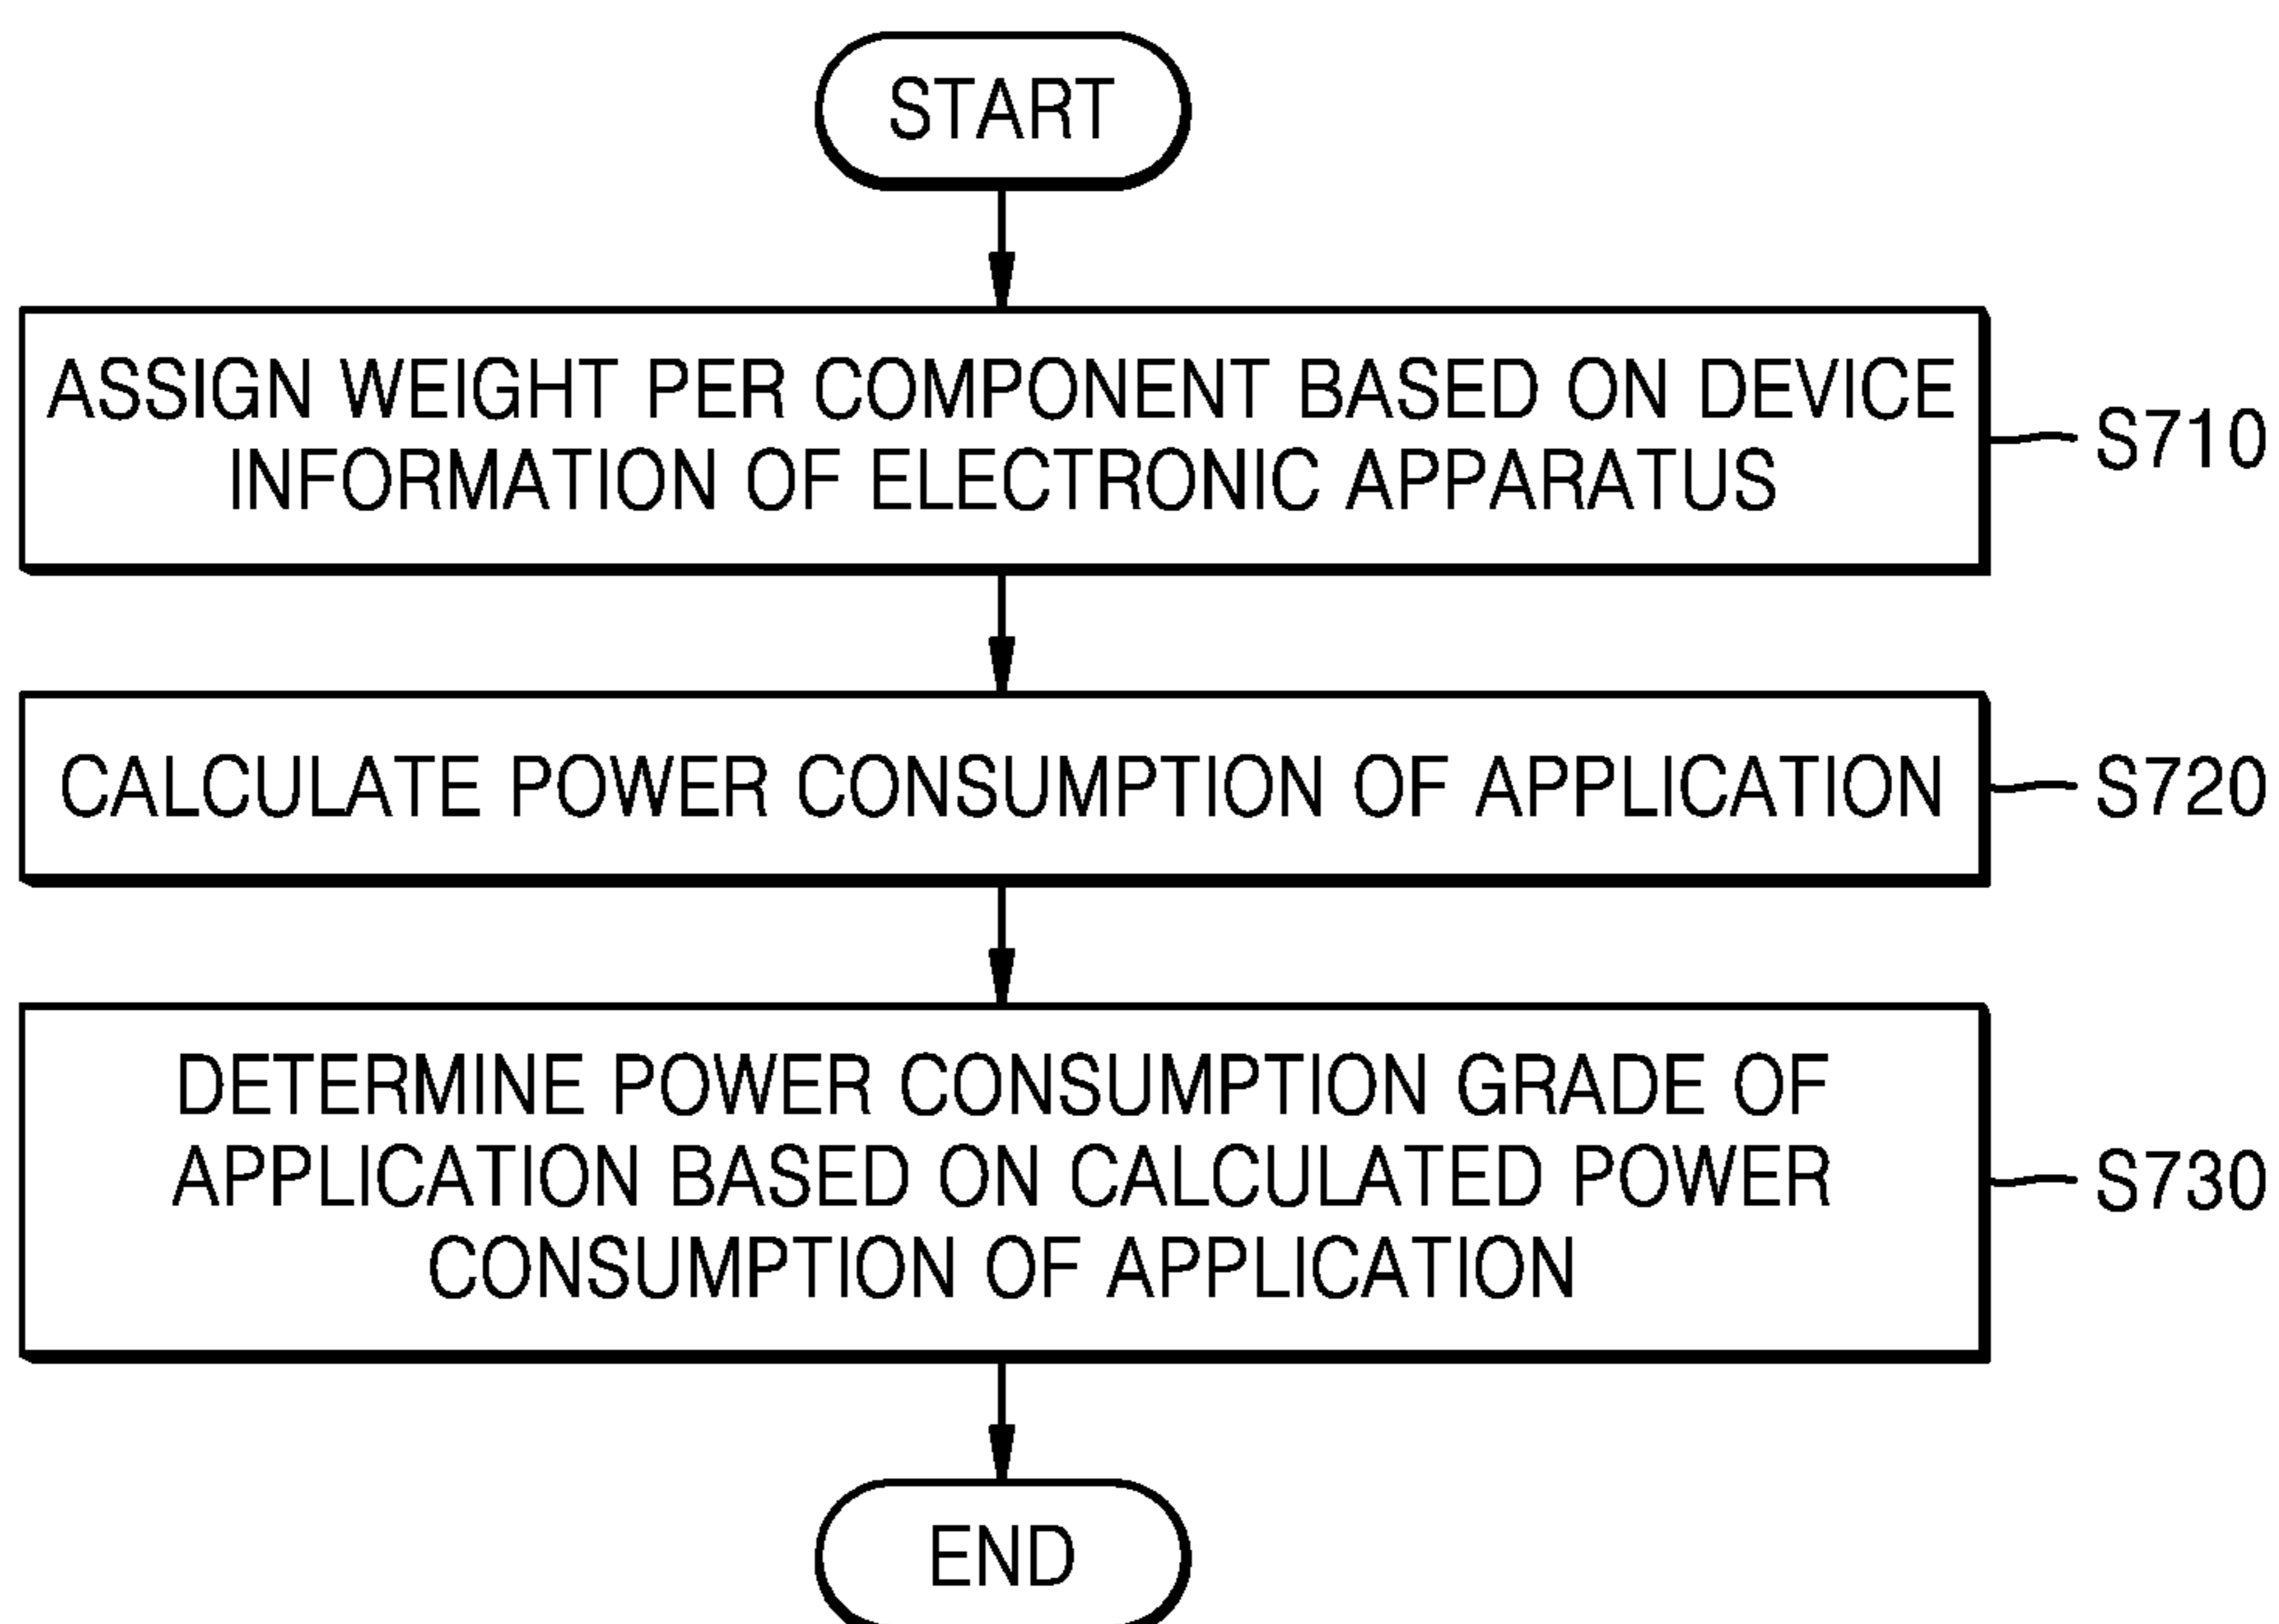 START
ASSIGN WEIGHT PER COMPONENT BASED ON DEVICE
INFORMATION OF ELECTRONIC APPARATUS
S710
CALCULATE POWER CONSUMPTION OF APPLICATION
S720
DETERMINE POWER CONSUMPTION GRADE OF
APPLICATION BASED ON CALCULATED POWER
CONSUMPTION OF APPLICATION
S730
END